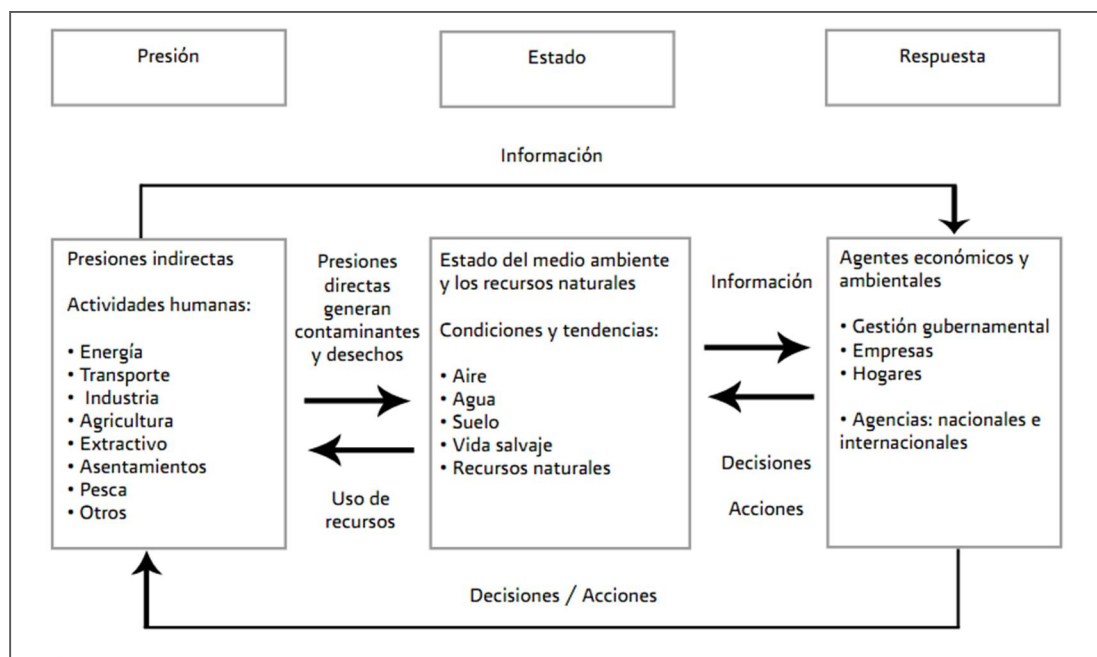 Presión
Estado
Respuesta
Información
Presiones indirectas
Actividades humanas:
• Energía
• Transporte
• Industria
• Agricultura
• Extractivo
• Asentamientos
• Pesca
• Otros
Presiones
directas
generan
contaminantes
y desechos
Uso de
recursos
Estado del medio ambiente
y los recursos naturales
Condiciones y tendencias:
• Aire
• Agua
• Suelo
• Vida salvaje
• Recursos naturales
Información
Decisiones
Acciones
Agentes económicos y
ambientales
• Gestión gubernamental
• Empresas
• Hogares
• Agencias: nacionales e
internacionales
Decisiones / Acciones